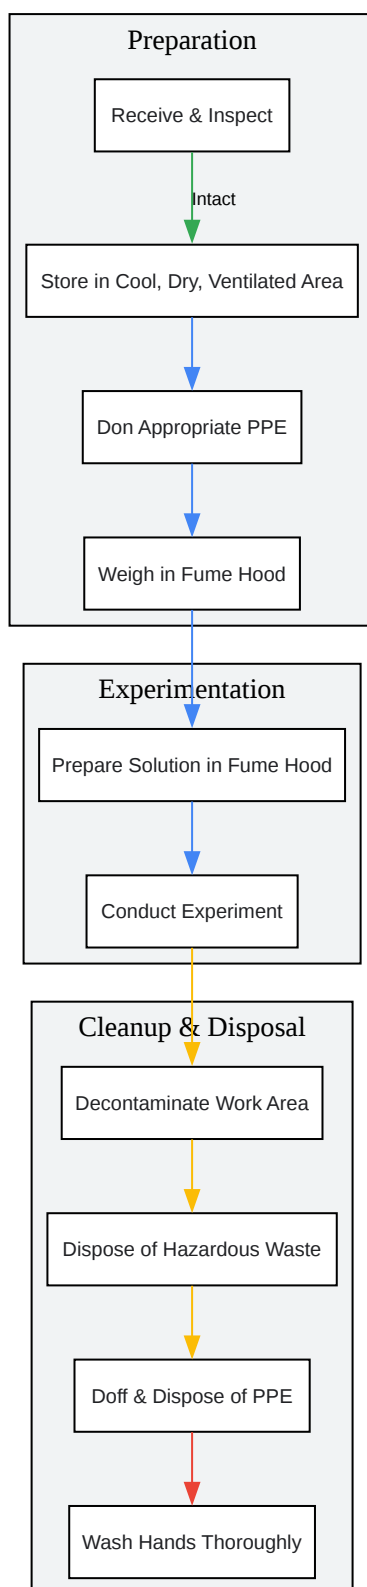 Preparation
Receive & Inspect
Intact
Store in Cool, Dry, Ventilated Area
Don Appropriate PPE
Weigh in Fume Hood
Experimentation
Prepare Solution in Fume Hood
Conduct Experiment
Cleanup & Disposal
Decontaminate Work Area
Dispose of Hazardous Waste
Doff & Dispose of PPE
Wash Hands Thoroughly